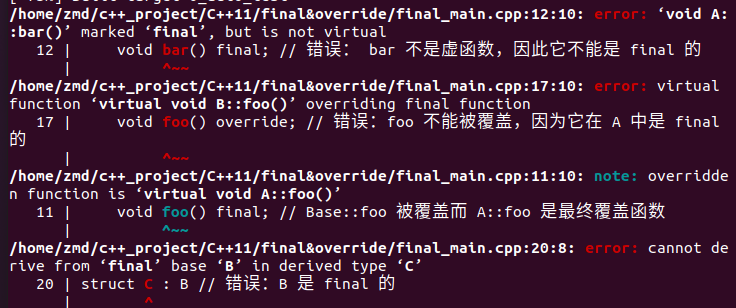 /home/zmd/c++_project/C++11/final&override/final_main.cpp:12:10: error: ‘void A:
:bar()’ marked ‘final’, but is not virtual
   12 |     void bar() final; // 错误： bar 不是虚函数，因此它不能是 final 的
      |          ^~~
/home/zmd/c++_project/C++11/final&override/final_main.cpp:17:10: error: virtual
function ‘virtual void B::foo()’ overriding final function
   17 |     void foo() override; // 错误：foo 不能被覆盖，因为它在 A 中是 final
的
      |          ^~~
/home/zmd/c++_project/C++11/final&override/final_main.cpp:11:10: note: overridde
n function is ‘virtual void A::foo()’
   11 |     void foo() final; // Base::foo 被覆盖而 A::foo 是最终覆盖函数
      |          ^~~
/home/zmd/c++_project/C++11/final&override/final_main.cpp:20:8: error: cannot de
rive from ‘final’ base ‘B’ in derived type ‘C’
   20 | struct C : B // 错误：B 是 final 的
      |        ^